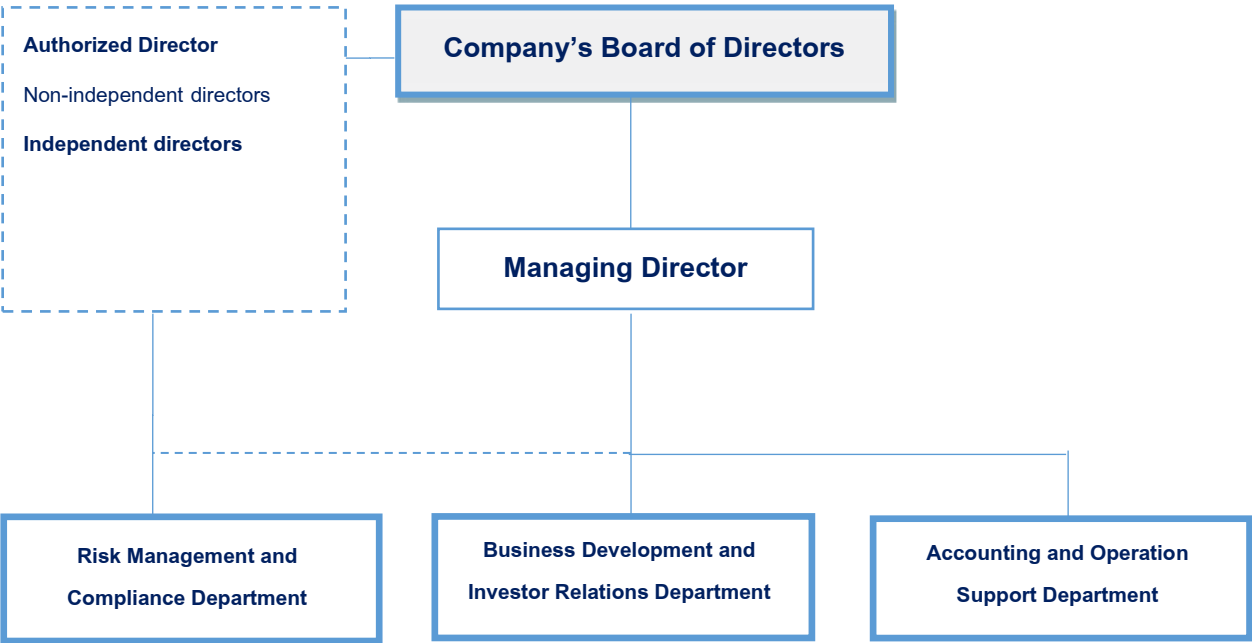 Authorized Director
Non-independent directors
Independent directors
Company’s Board of Directors
Managing Director
Risk Management and
Compliance Department
Business Development and
Investor Relations Department
Accounting and Operation
Support Department